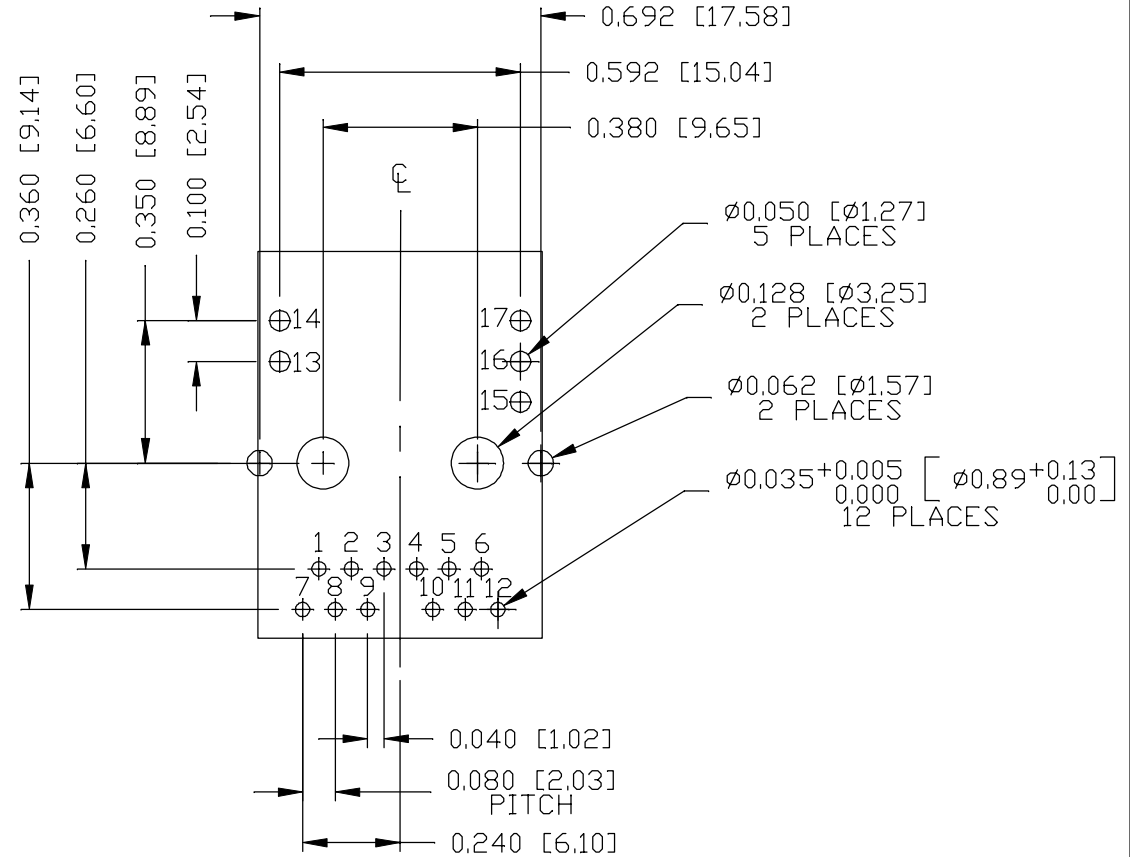 0.692 [17.58]
0.592 [15.04]
0.380 [9.65]
0.360 [9.14]
0.260 [6.60]
0.350 [8.89]
0.100 [2.54]
℄
⌀0.050 [⌀1.27]
5 PLACES
⌀0.128 [⌀3.25]
2 PLACES
⌀0.062 [⌀1.57]
2 PLACES
⌀0.035+0.005 [⌀0.89+0.13]
0.000 0.00
12 PLACES
14 17
13 16
15
1 2 3 4 5 6
7 8 9 10 11 12
0.040 [1.02]
0.080 [2.03]
PITCH
0.240 [6.10]